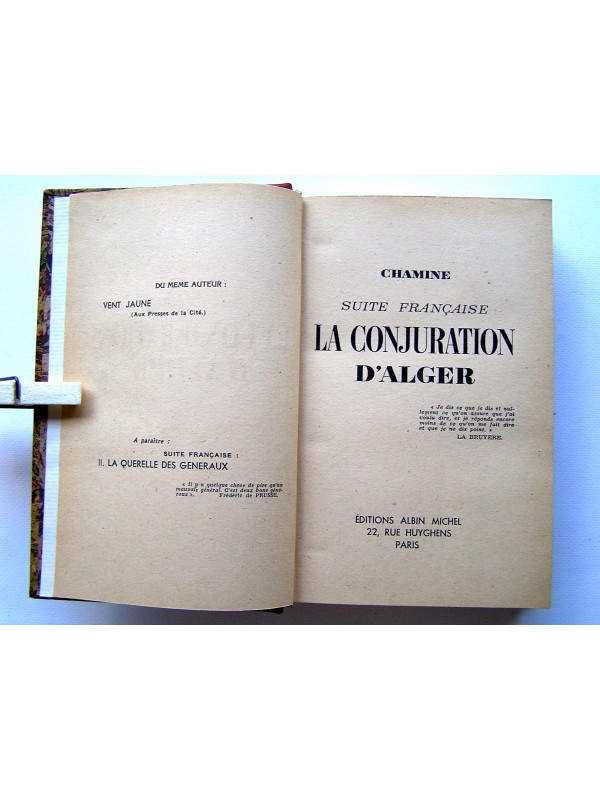 DU MEME AUTEUR :
VENT JAUNE
(Aux Presses de la Cité.)
A paraître :
SUITE FRANÇAISE :
II. LA QUERELLE DES GENERAUX
« Il y a quelque chose de pire qu'un
mauvais général. C'est deux bons géné-
raux ». Frédéric de PRUSSE.
CHAMINE
SUITE FRANÇAISE
LA CONJURATION
D'ALGER
« Je dis ce que je dis et nul-
lement ce qu'on assure que j'ai
voulu dire, et je réponds encore
moins de ce qu'on me fait dire
et que je ne dis point. »
LA BRUYERE.
ÉDITIONS ALBIN MICHEL
22, RUE HUYGHENS
PARIS